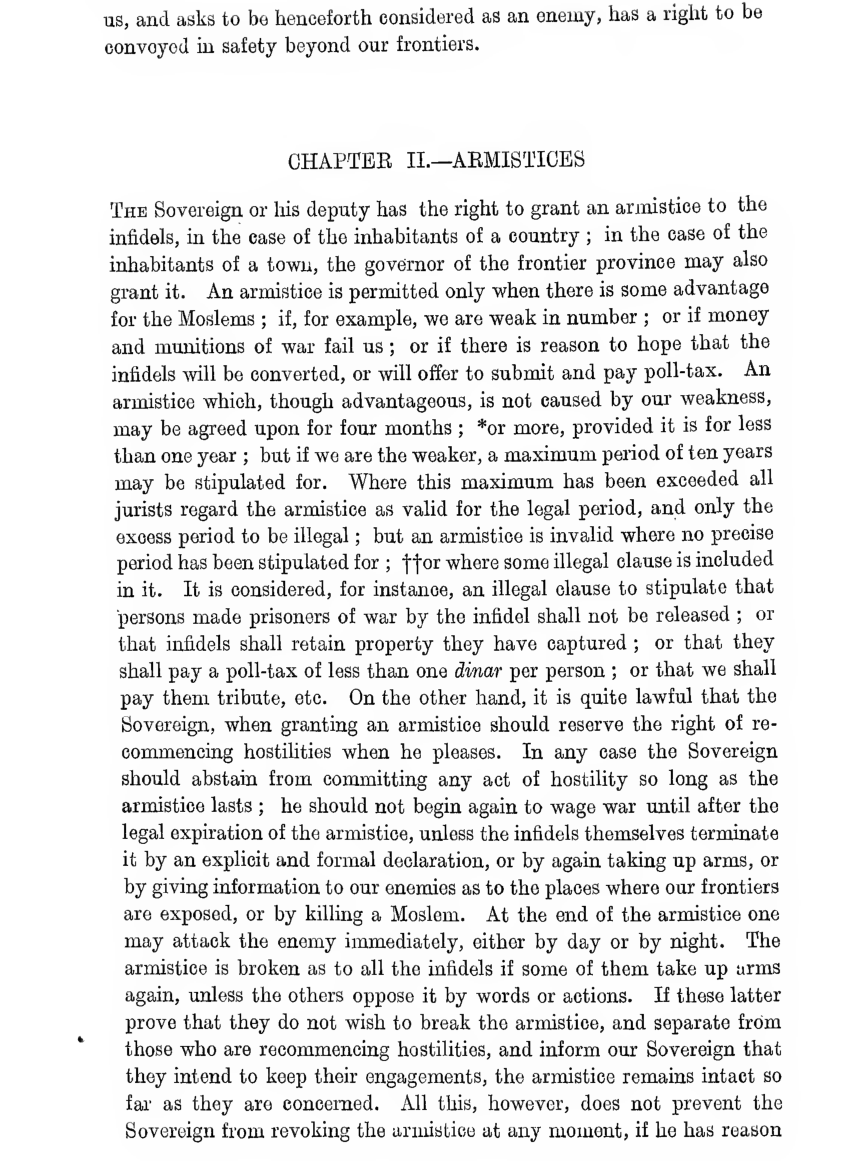 us, and asks to be henceforth considered as an enemy, has a right to be
conveyed in safety beyond our frontiers.
CHAPTER II.—ARMISTICES
THE Sovereign or his deputy has the right to grant an armistice to the
infidels, in the case of the inhabitants of a country ; in the case of the
inhabitants of a town, the governor of the frontier province may also
grant it. An armistice is permitted only when there is some advantage
for the Moslems ; if, for example, we are weak in number ; or if money
and munitions of war fail us ; or if there is reason to hope that the
infidels will be converted, or will offer to submit and pay poll-tax. An
armistice which, though advantageous, is not caused by our weakness,
may be agreed upon for four months ; *or more, provided it is for less
than one year ; but if we are the weaker, a maximum period of ten years
may be stipulated for. Where this maximum has been exceeded all
jurists regard the armistice as valid for the legal period, and only the
excess period to be illegal ; but an armistice is invalid where no precise
period has been stipulated for ; ††or where some illegal clause is included
in it. It is considered, for instance, an illegal clause to stipulate that
persons made prisoners of war by the infidel shall not be released ; or
that infidels shall retain property they have captured ; or that they
shall pay a poll-tax of less than one dinar per person ; or that we shall
pay them tribute, etc. On the other hand, it is quite lawful that the
Sovereign, when granting an armistice should reserve the right of re-
commencing hostilities when he pleases. In any case the Sovereign
should abstain from committing any act of hostility so long as the
armistice lasts ; he should not begin again to wage war until after the
legal expiration of the armistice, unless the infidels themselves terminate
it by an explicit and formal declaration, or by again taking up arms, or
by giving information to our enemies as to the places where our frontiers
are exposed, or by killing a Moslem. At the end of the armistice one
may attack the enemy immediately, either by day or by night. The
armistice is broken as to all the infidels if some of them take up arms
again, unless the others oppose it by words or actions. If these latter
prove that they do not wish to break the armistice, and separate from
those who are recommencing hostilities, and inform our Sovereign that
they intend to keep their engagements, the armistice remains intact so
far as they are concerned. All this, however, does not prevent the
Sovereign from revoking the armistice at any moment, if he has reason